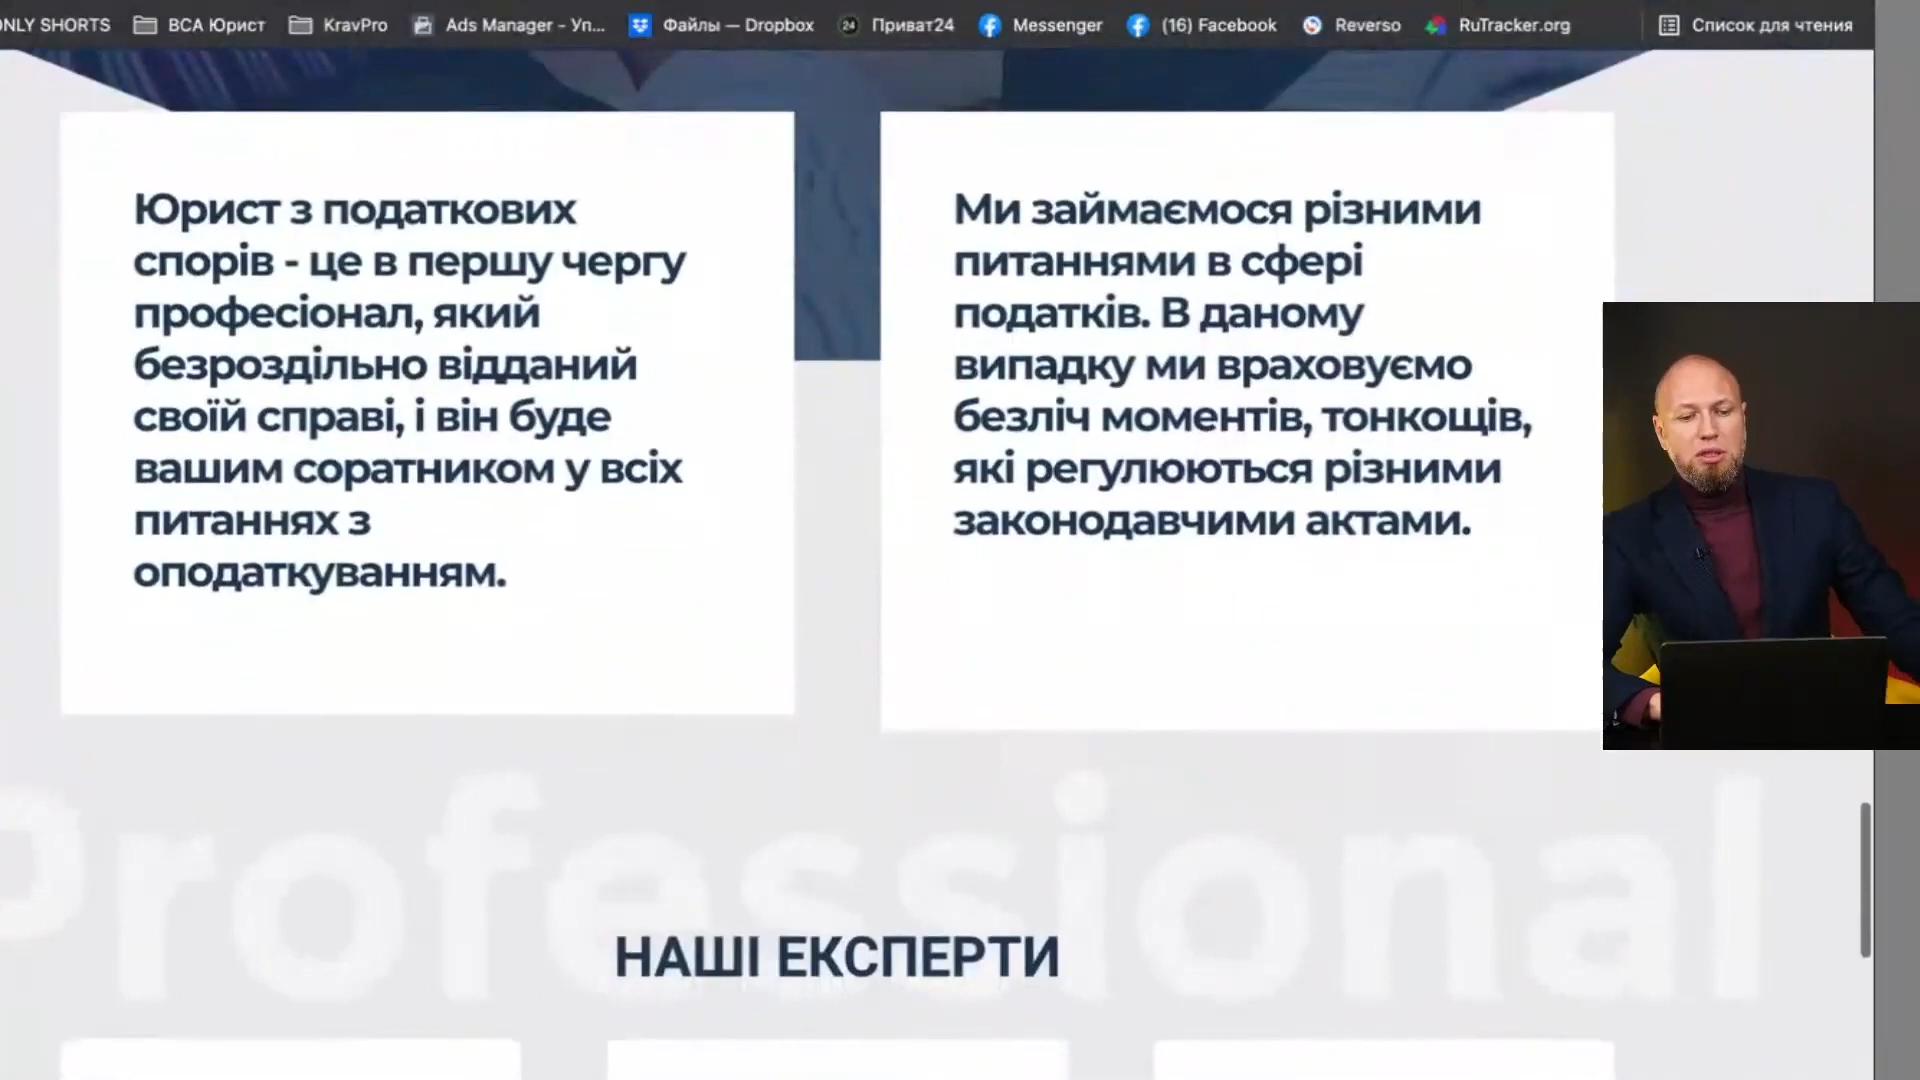 ONLY SHORTS BCA Юрист KravPro Ads Manager - Уп... Файлы — Dropbox 24 Приват24 Messenger (16) Facebook Reverso RuTracker.org Список для чтения
Юрист з податкових
спорів - це в першу чергу
професіонал, який
безроздільно відданий
своїй справі, і він буде
вашим соратником у всіх
питаннях з
оподаткуванням.
Ми займаємося різними
питаннями в сфері
податків. В даному
випадку ми враховуємо
безліч моментів, тонкощів,
які регулюються різними
законодавчими актами.
Professional
НАШІ ЕКСПЕРТИ